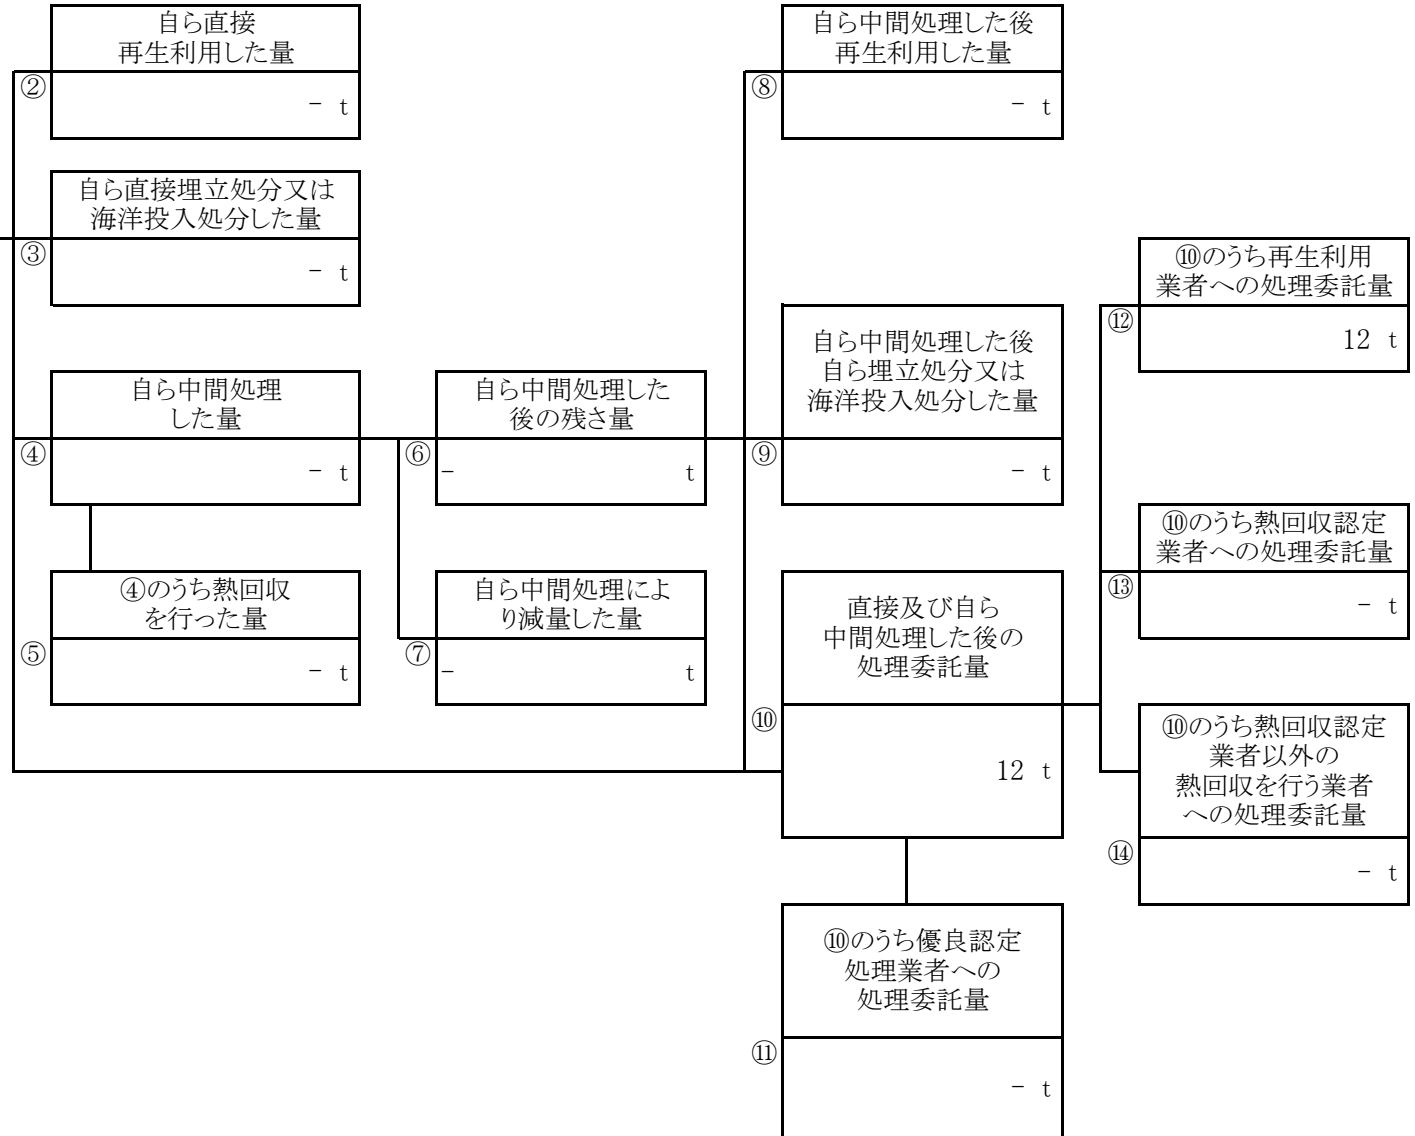 自ら直接
再生利用した量
②
－ t
自ら直接埋立処分又は
海洋投入処分した量
③
－ t
自ら中間処理
した量
④
－ t
④のうち熱回収
を行った量
⑤
－ t
自ら中間処理した
後の残さ量
⑥
－ t
自ら中間処理によ
り減量した量
⑦
－ t
自ら中間処理した後
再生利用した量
⑧
－ t
自ら中間処理した後
自ら埋立処分又は
海洋投入処分した量
⑨
－ t
直接及び自ら
中間処理した後の
処理委託量
⑩
12 t
⑩のうち優良認定
処理業者への
処理委託量
⑪
－ t
⑩のうち再生利用
業者への処理委託量
⑫
12 t
⑩のうち熱回収認定
業者への処理委託量
⑬
－ t
⑩のうち熱回収認定
業者以外の
熱回収を行う業者
への処理委託量
⑭
－ t